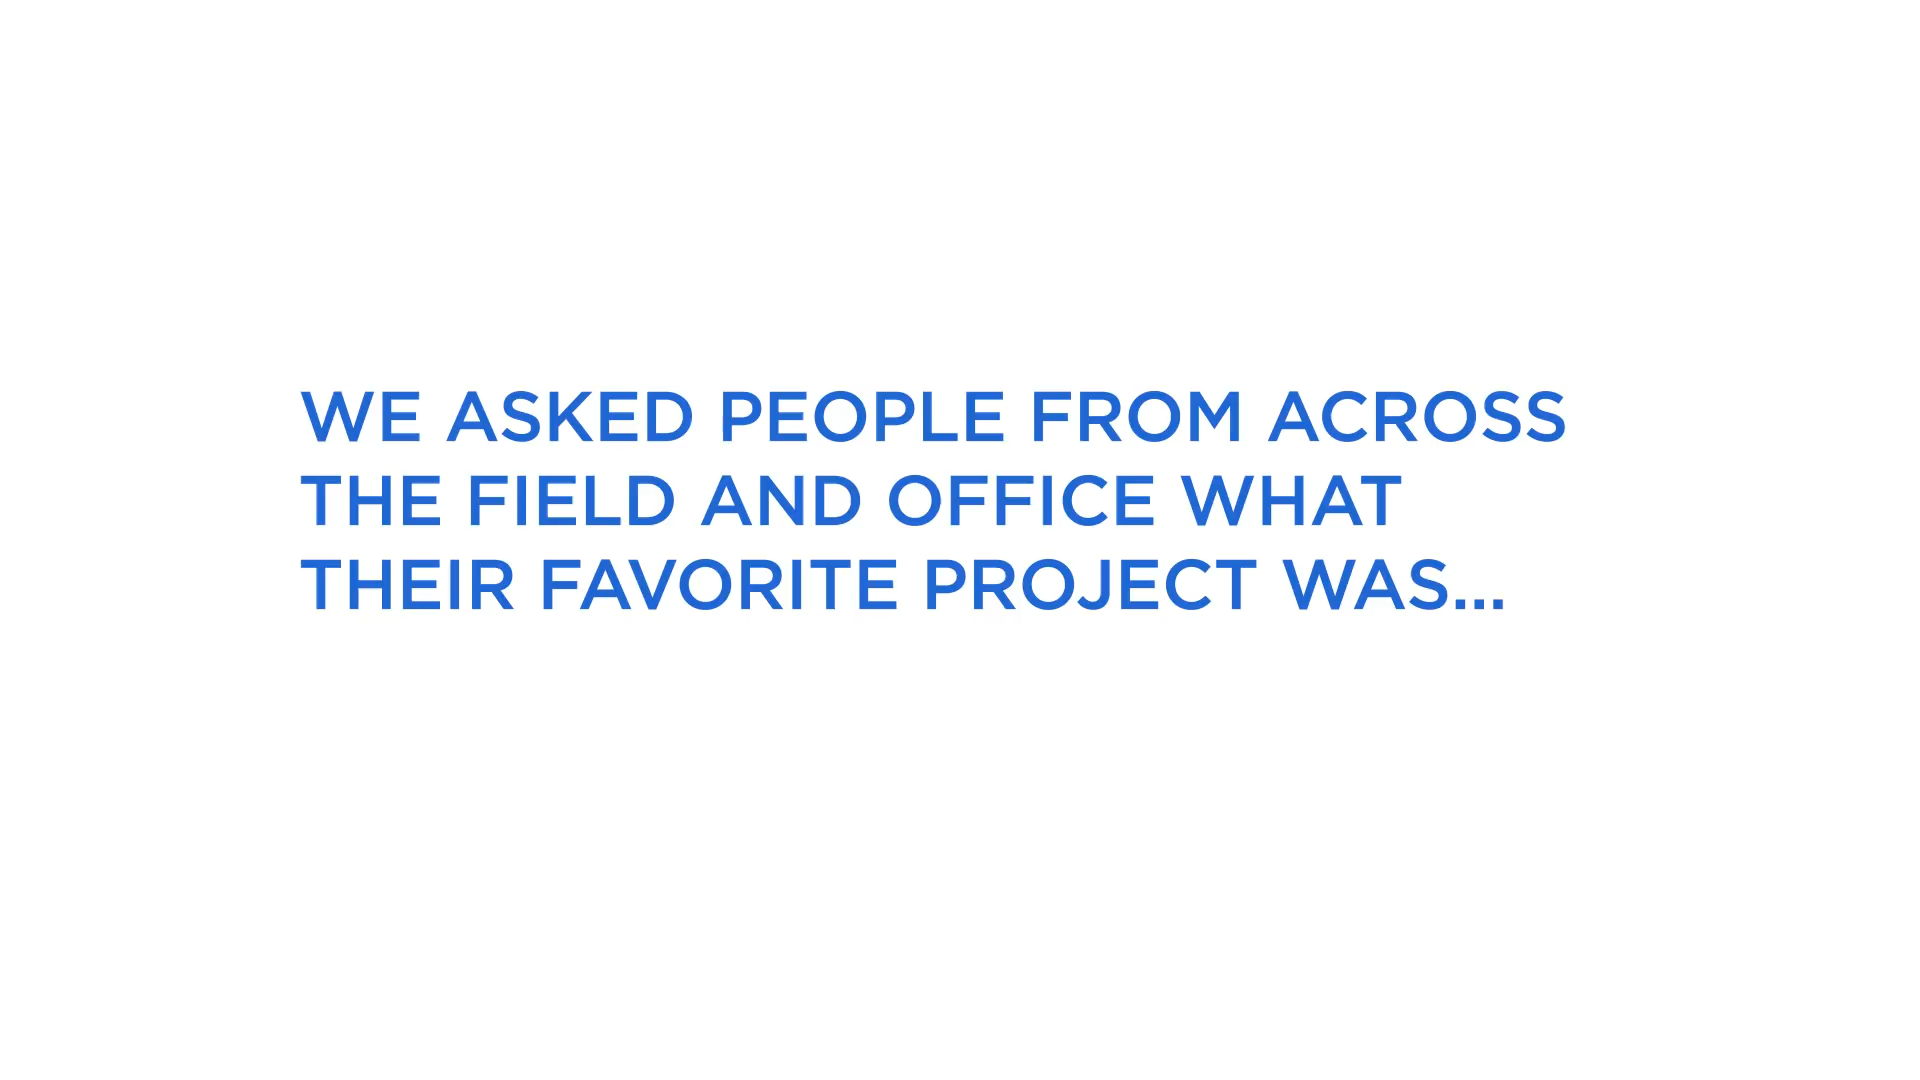 WE ASKED PEOPLE FROM ACROSS
THE FIELD AND OFFICE WHAT
THEIR FAVORITE PROJECT WAS...